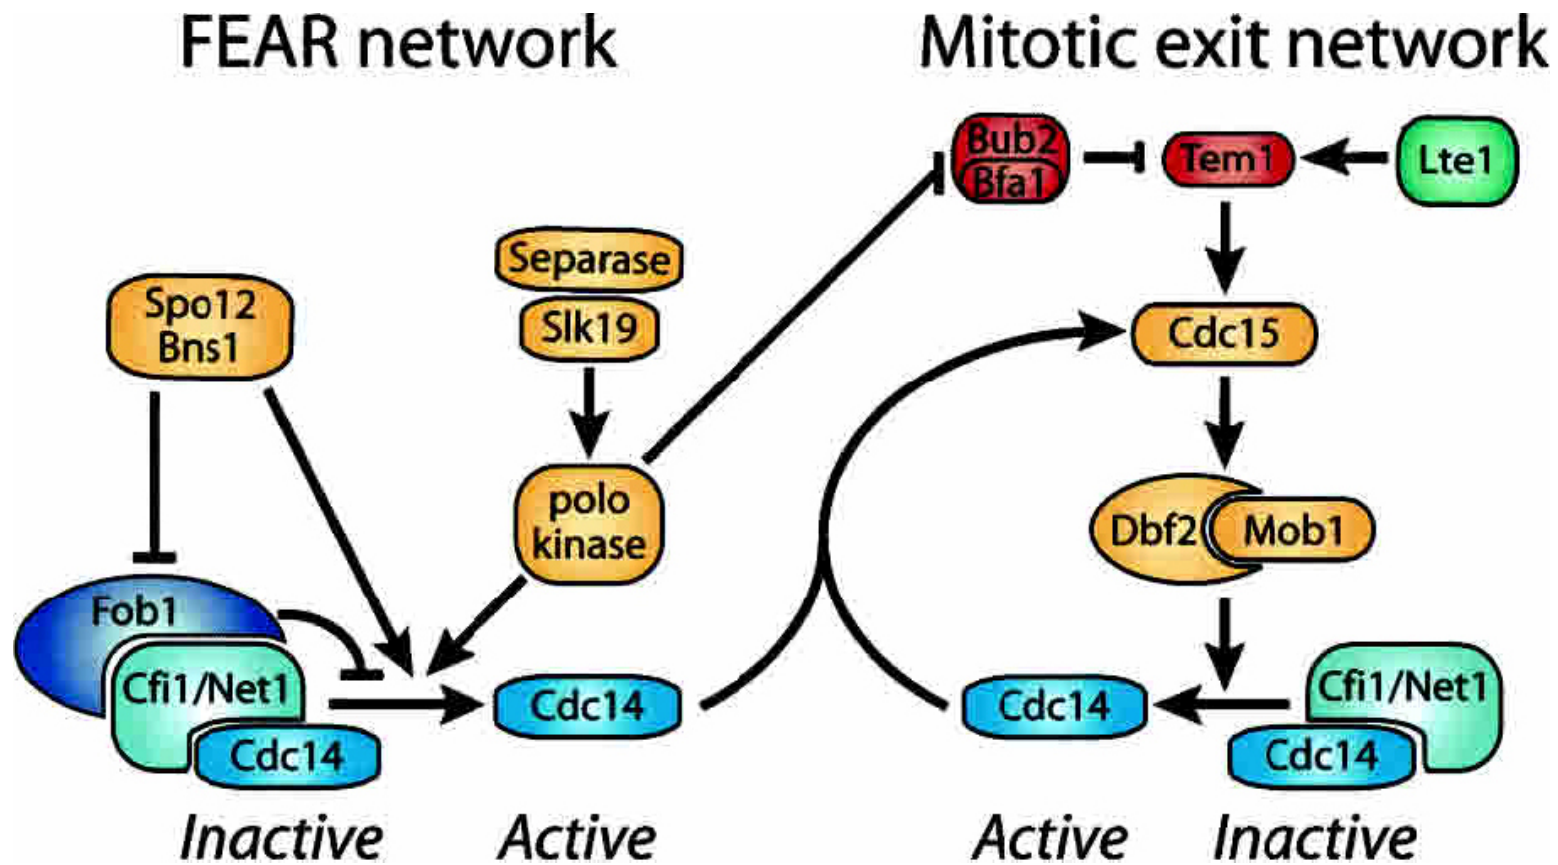 FEAR network
Mitotic exit network
Bub2
Bfa1
Tem1
Lte1
Separase
Slk19
Spo12
Bns1
Cdc15
polo
kinase
Dbf2
Mob1
Fob1
Cfi1/Net1
Cdc14
Cdc14
Cdc14
Cfi1/Net1
Cdc14
Inactive
Active
Active
Inactive